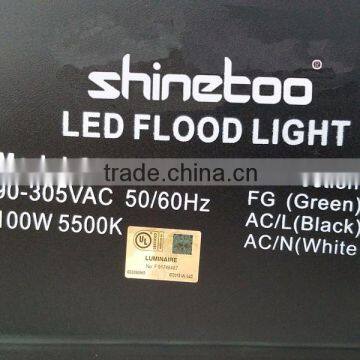 shinetoo ®
LED FLOOD LIGHT
trade.china.cn
90-305VAC 50/60Hz
FG (Green)
100W 5500K
AC/L(Black)
AC/N(White
UL
LUMINAIRE